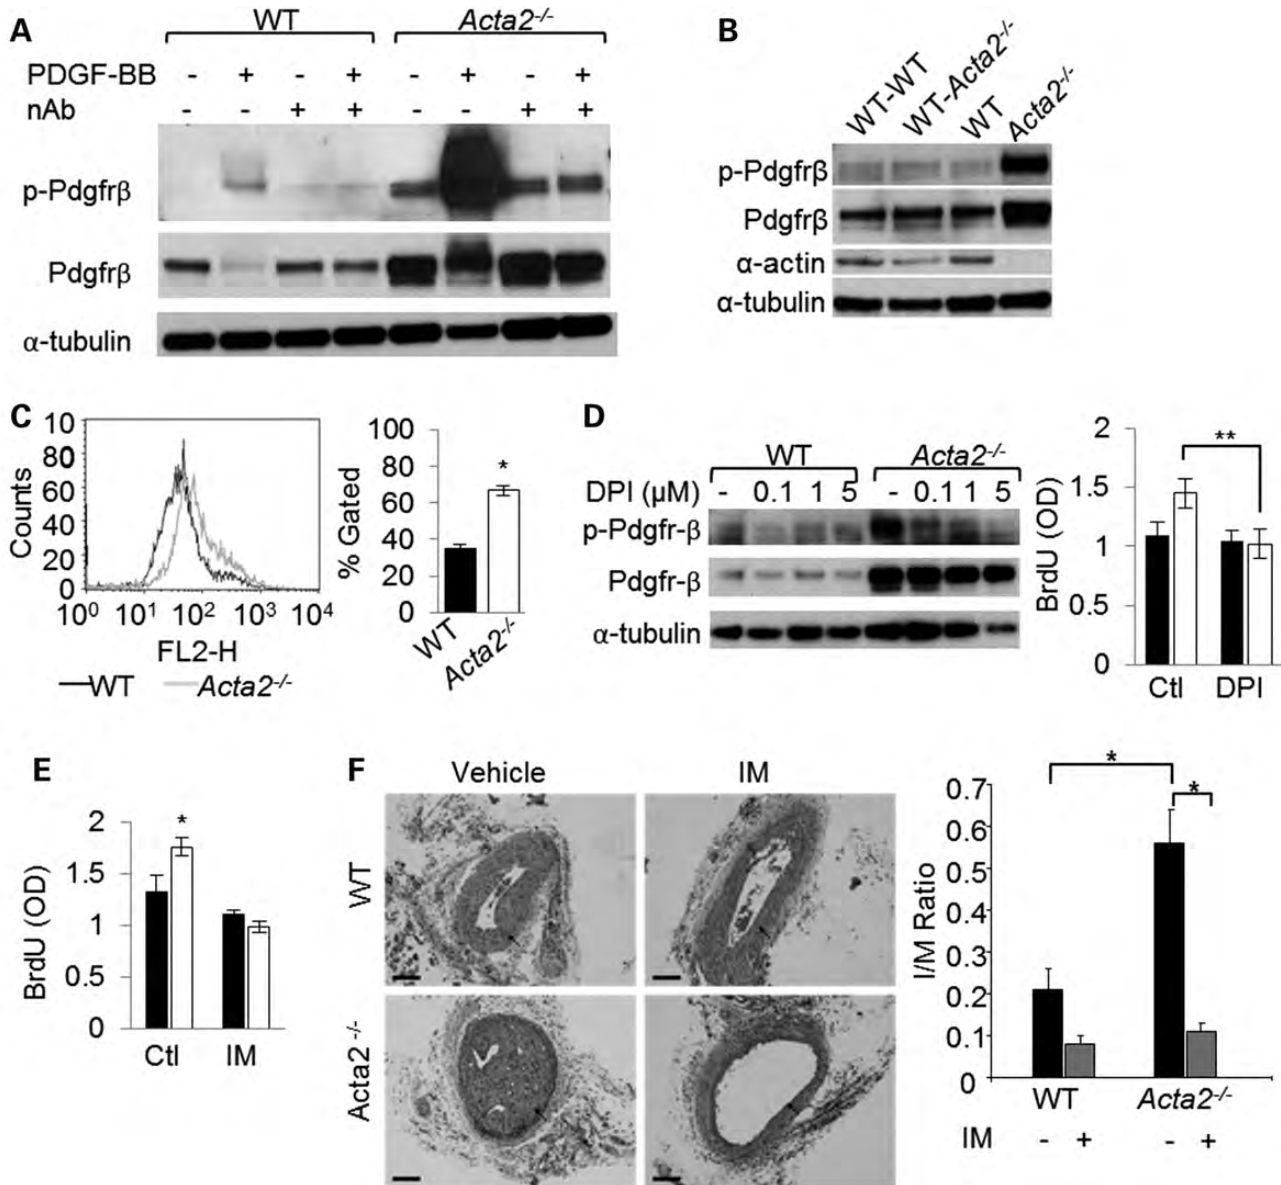 A
WT
Acta2-/-
PDGF-BB - + - + - + - +
nAb - - + + - - + +
p-Pdgfrβ
Pdgfrβ
α-tubulin
B
WT-WT
WT-Acta2-/-
WT
Acta2-/-
p-Pdgfrβ
Pdgfrβ
α-actin
α-tubulin
C
Counts
10
80
60
40
20
0
10^0 10^1 10^2 10^3 10^4
FL2-H
WT Acta2-/-
% Gated
100
80
60
40
20
0
*
WT
Acta2-/-
D
WT
Acta2-/-
DPI (µM) - 0.1 1 5 - 0.1 1 5
p-Pdgfr-β
Pdgfr-β
α-tubulin
BrdU (OD)
2
1.5
1
0.5
0
**
Ctl DPI
E
BrdU (OD)
2
1.5
1
0.5
0
*
Ctl IM
F
Vehicle IM
WT
Acta2 -/-
I/M Ratio
0.7
0.6
0.5
0.4
0.3
0.2
0.1
0
*
*
WT Acta2-/-
IM - + - +